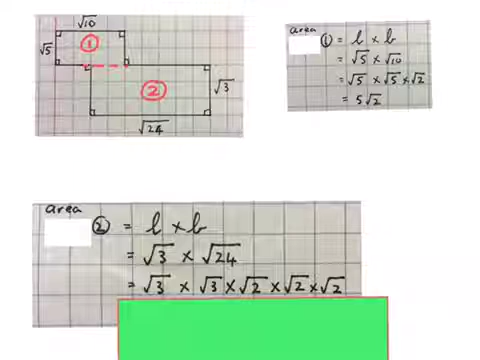 √10
√5
①
②
√3
√24
area
① = l × b
= √5 × √10
= √5 × √5 × √2
= 5√2
area
② = l × b
= √3 × √24
= √3 × √3 × √2 × √2 × √2